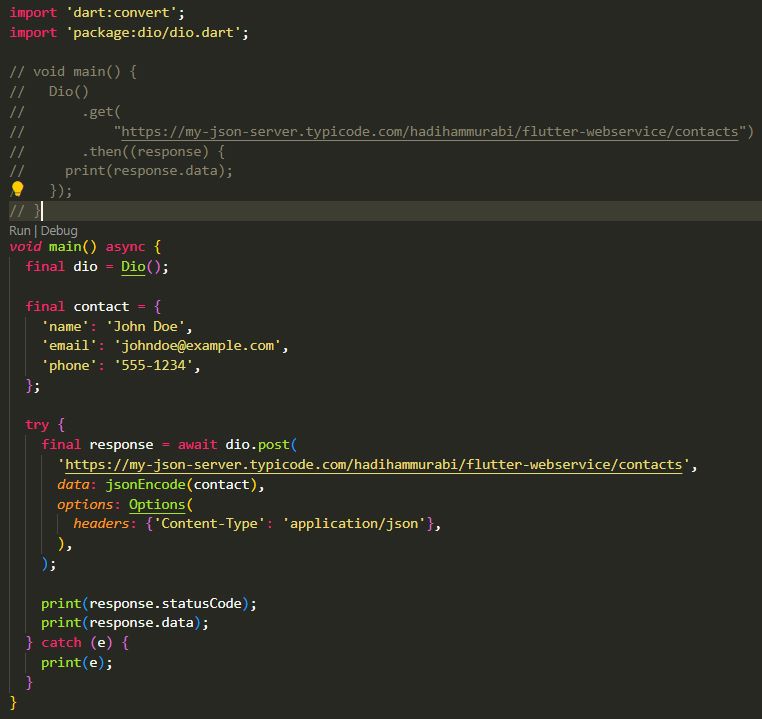 import 'dart:convert';
import 'package:dio/dio.dart';

// void main() {
//   Dio()
//       .get(
//           "https://my-json-server.typicode.com/hadihammurabi/flutter-webservice/contacts")
//       .then((response) {
//     print(response.data);
//   });
// }
Run | Debug
void main() async {
  final dio = Dio();

  final contact = {
    'name': 'John Doe',
    'email': 'johndoe@example.com',
    'phone': '555-1234',
  };

  try {
    final response = await dio.post(
      'https://my-json-server.typicode.com/hadihammurabi/flutter-webservice/contacts',
      data: jsonEncode(contact),
      options: Options(
        headers: {'Content-Type': 'application/json'},
      ),
    );

    print(response.statusCode);
    print(response.data);
  } catch (e) {
    print(e);
  }
}